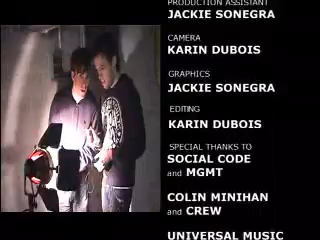 PRODUCTION ASSISTANT
JACKIE SONEGRA
CAMERA
KARIN DUBOIS
GRAPHICS
JACKIE SONEGRA
EDITING
KARIN DUBOIS
SPECIAL THANKS TO
SOCIAL CODE
and MGMT
COLIN MINIHAN
and CREW
UNIVERSAL MUSIC